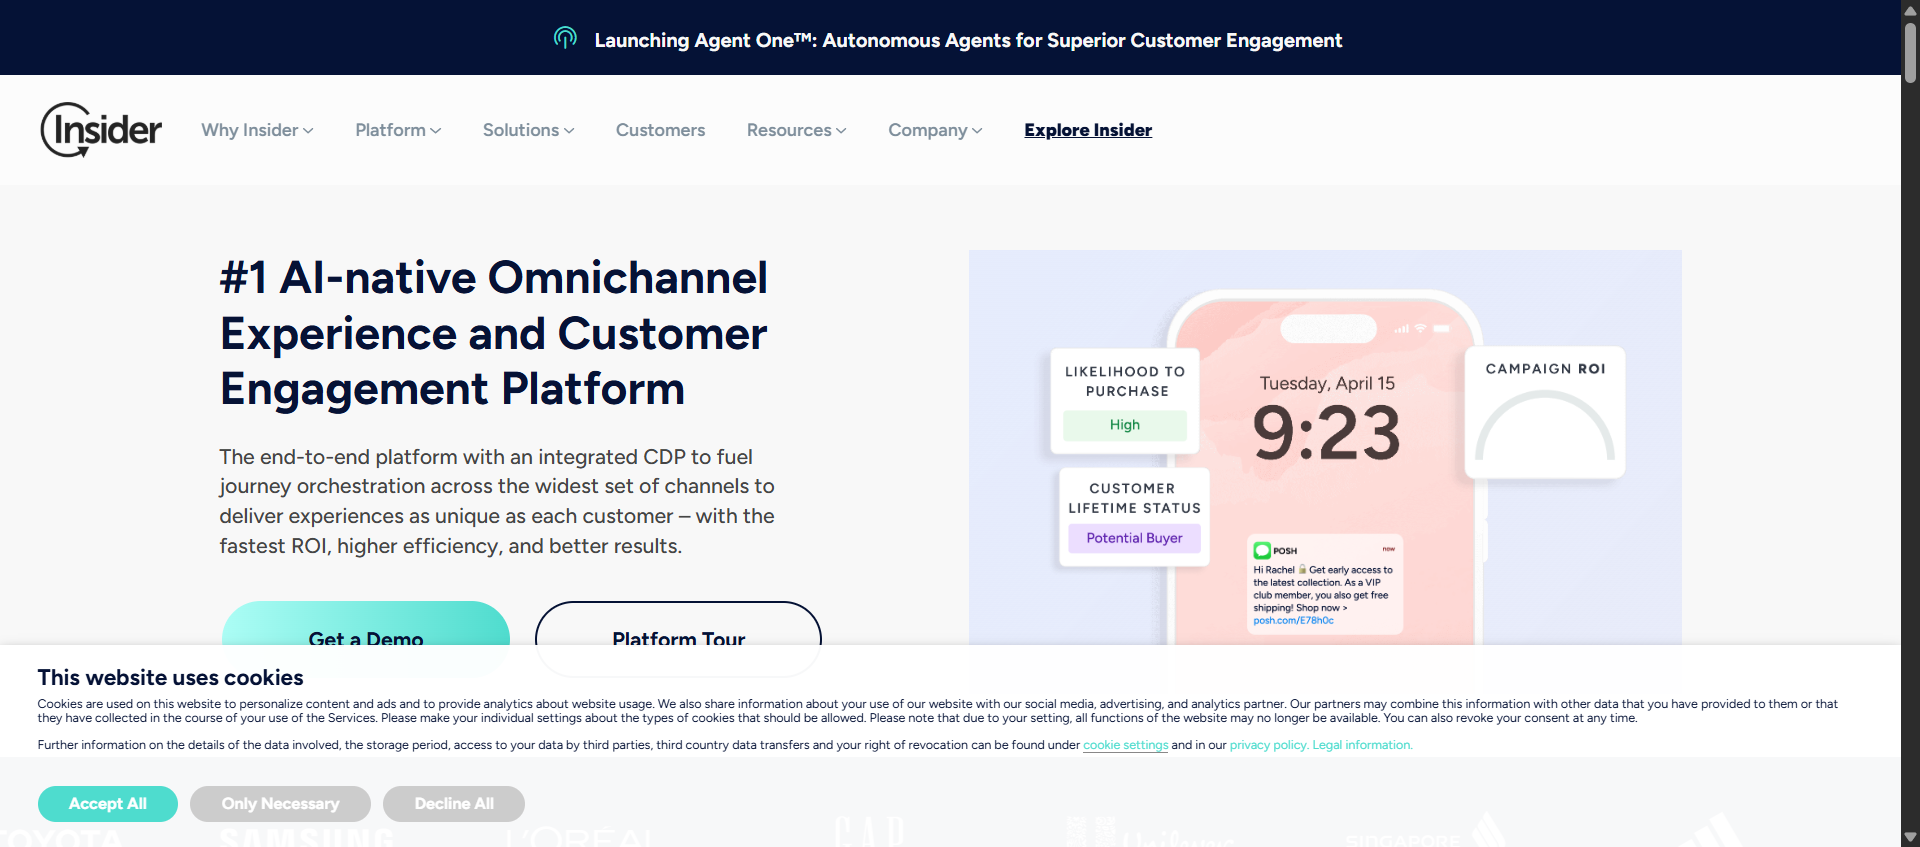 Launching Agent One™: Autonomous Agents for Superior Customer Engagement
Insider
Why Insider
Platform
Solutions
Customers
Resources
Company
Explore Insider
#1 AI-native Omnichannel
Experience and Customer
Engagement Platform
The end-to-end platform with an integrated CDP to fuel
journey orchestration across the widest set of channels to
deliver experiences as unique as each customer – with the
fastest ROI, higher efficiency, and better results.
Get a Demo
Platform Tour
LIKELIHOOD TO
PURCHASE
High
CUSTOMER
LIFETIME STATUS
Potential Buyer
Tuesday, April 15
9:23
CAMPAIGN ROI
POSH
now
Hi Rachel 🔓 Get early access to
the latest collection. As a VIP
club member, you also get free
shipping! Shop now >
posh.com/E78h0c
This website uses cookies
Cookies are used on this website to personalize content and ads and to provide analytics about website usage. We also share information about your use of our website with our social media, advertising, and analytics partner. Our partners may combine this information with other data that you have provided to them or that
they have collected in the course of your use of the Services. Please make your individual settings about the types of cookies that should be allowed. Please note that due to your setting, all functions of the website may no longer be available. You can also revoke your consent at any time.
Further information on the details of the data involved, the storage period, access to your data by third parties, third country data transfers and your right of revocation can be found under cookie settings and in our privacy policy. Legal information.
Accept All
Only Necessary
Decline All
TOYOTA
SAMSUNG
L'ORÉAL
GAP
Unilever
SINGAPORE